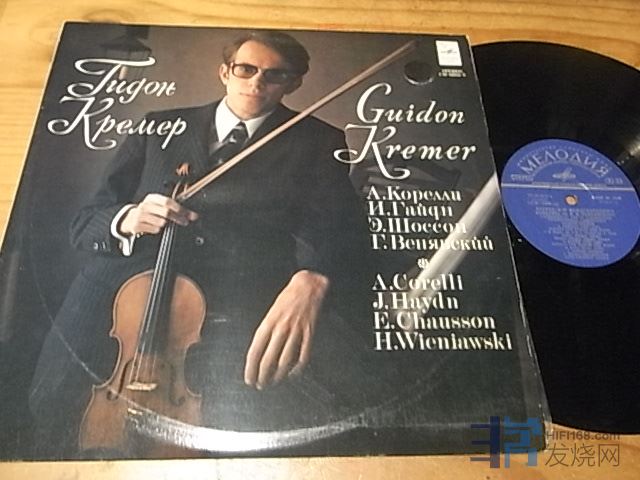 Гидон
Кремер
Guidon
Kremer
А.Корелли
И.Гайдн
Э.Шоссон
Г.Венявский
A.Corelli
J.Haydn
E.Chausson
H.Wieniawski
МЕЛОДИЯ
HIFI168.com
发烧网